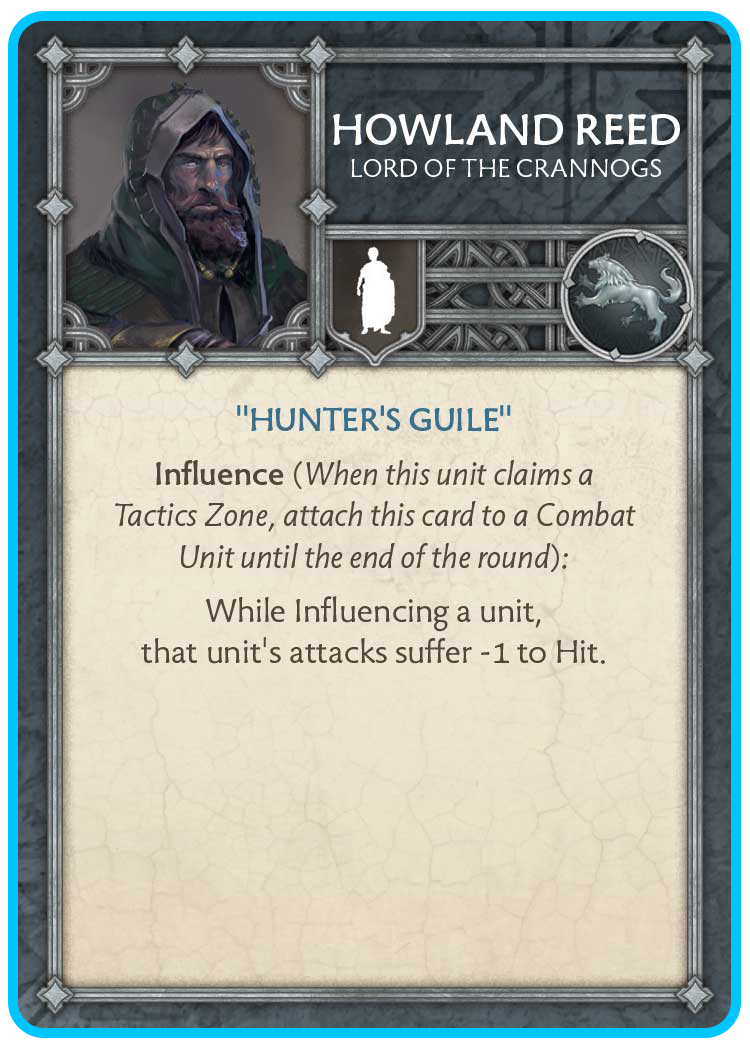 HOWLAND REED
LORD OF THE CRANNOGS
"HUNTER'S GUILE"
Influence (When this unit claims a
Tactics Zone, attach this card to a Combat
Unit until the end of the round):
While Influencing a unit,
that unit's attacks suffer -1 to Hit.